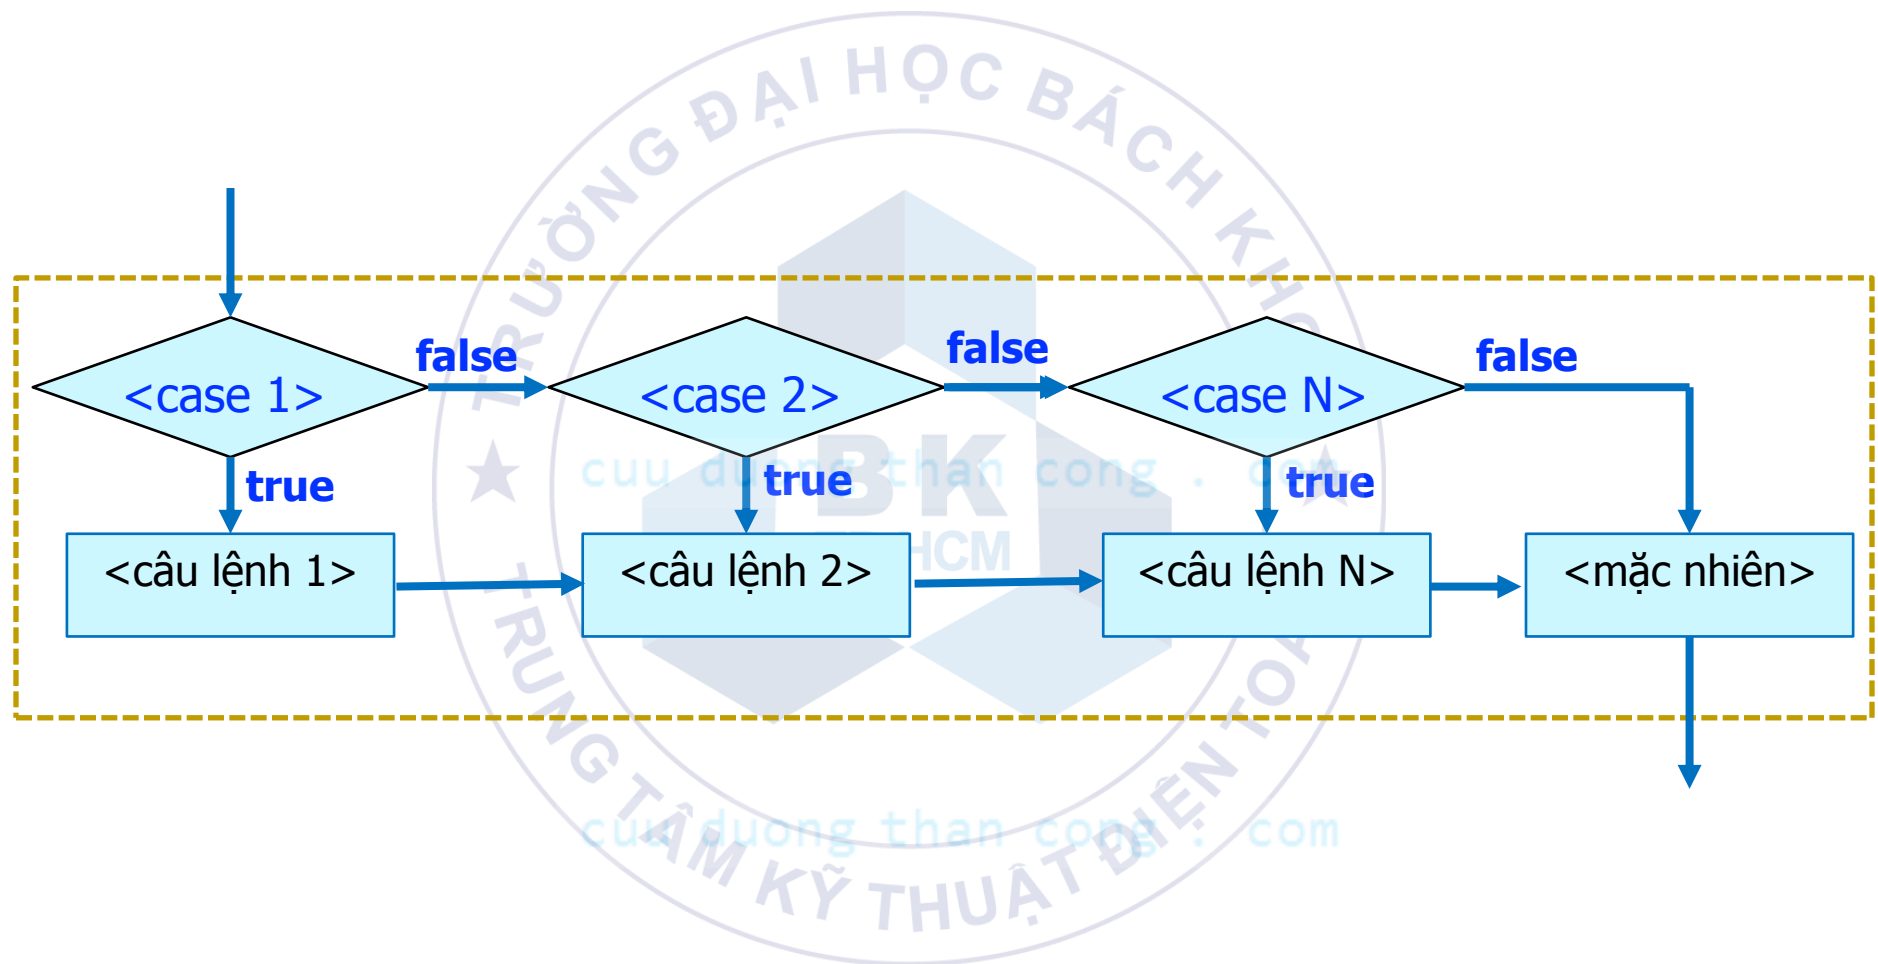 TRƯỜNG ĐẠI HỌC BÁCH KHOA
false
false
false
<case 1>
<case 2>
<case N>
cuu duong than cong . com
BK
true
true
true
HCM
<câu lệnh 1>
<câu lệnh 2>
<câu lệnh N>
<mặc nhiên>
cuu duong than cong . com
TRUNG TÂM KỸ THUẬT ĐIỆN TOÁN